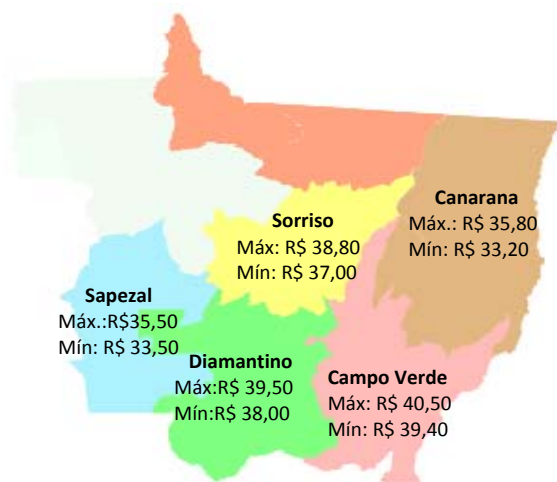 Canarana
Máx.: R$ 35,80
Mín: R$ 33,20
Sorriso
Máx: R$ 38,80
Mín: R$ 37,00
Sapezal
Máx.:R$35,50
Mín: R$ 33,50
Diamantino
Máx:R$ 39,50
Mín:R$ 38,00
Campo Verde
Máx: R$ 40,50
Mín: R$ 39,40